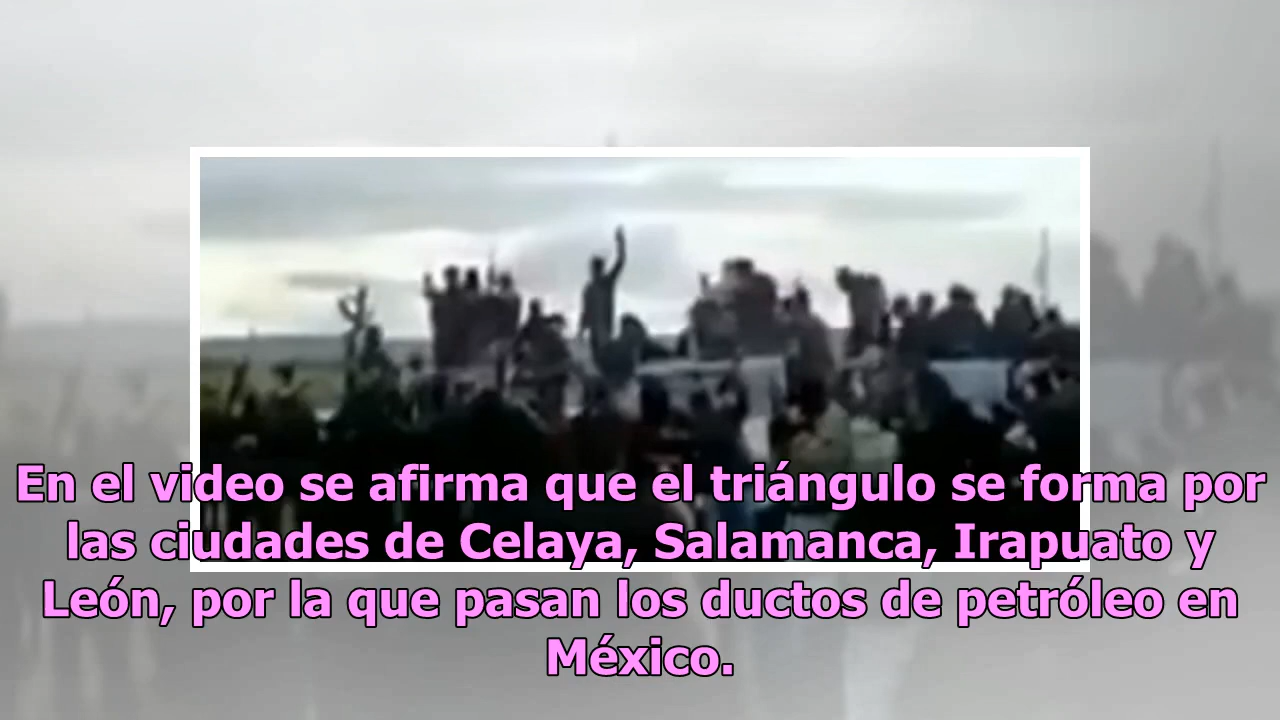 En el video se afirma que el triángulo se forma por
las ciudades de Celaya, Salamanca, Irapuato y
León, por la que pasan los ductos de petróleo en
México.